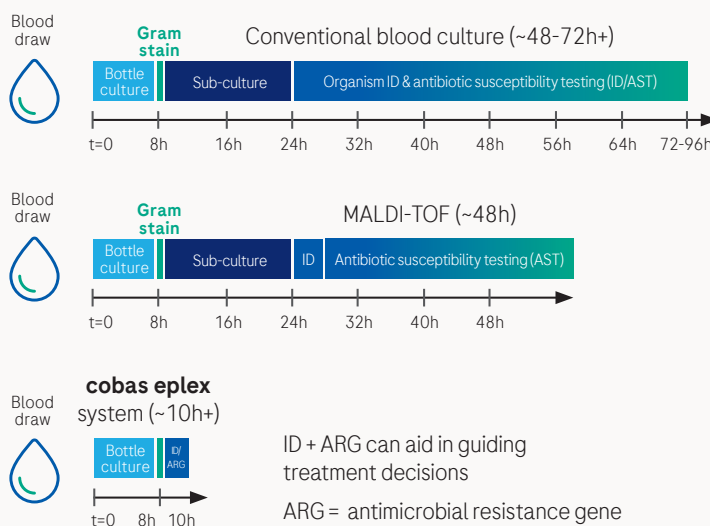 Blood
draw
Gram
stain
Conventional blood culture (~48-72h+)
Bottle
culture
Sub-culture
Organism ID & antibiotic susceptibility testing (ID/AST)
t=0 8h 16h 24h 32h 40h 48h 56h 64h 72-96h
Blood
draw
Gram
stain
MALDI-TOF (~48h)
Bottle
culture
Sub-culture
ID
Antibiotic susceptibility testing (AST)
t=0 8h 16h 24h 32h 40h 48h
Blood
draw
cobas eplex
system (~10h+)
Bottle
culture
ID/
ARG
t=0 8h 10h
ID + ARG can aid in guiding
treatment decisions
ARG = antimicrobial resistance gene